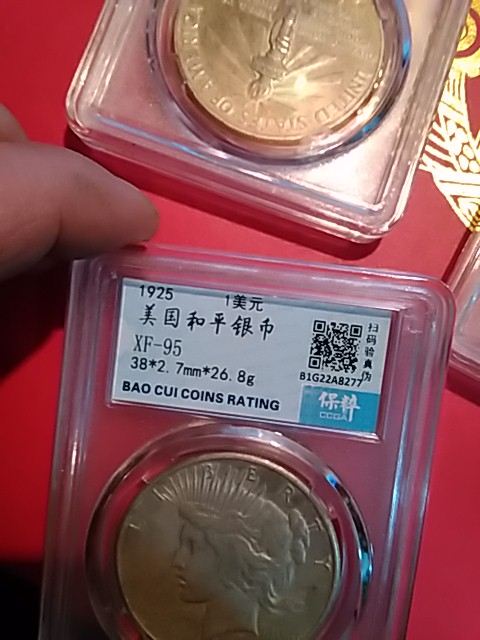 UNITED STATES OF AMERICA
1925 1美元
美国和平银币
XF-95
38*2.7mm*26.8g
BAO CUI COINS RATING
扫码验真伪
B1G22A8277
保粹
CCGA
LIBERTY